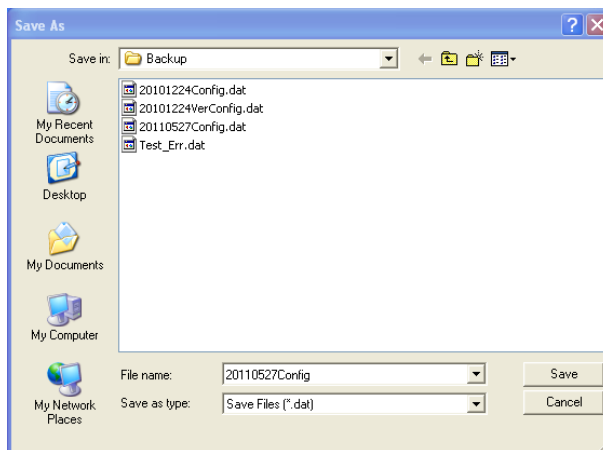 Save As
Save in:
Backup
20101224Config.dat
20101224VerConfig.dat
20110527Config.dat
Test_Err.dat
My Recent
Documents
Desktop
My Documents
My Computer
My Network
Places
File name:
20110527Config
Save
Save as type:
Save Files (*.dat)
Cancel